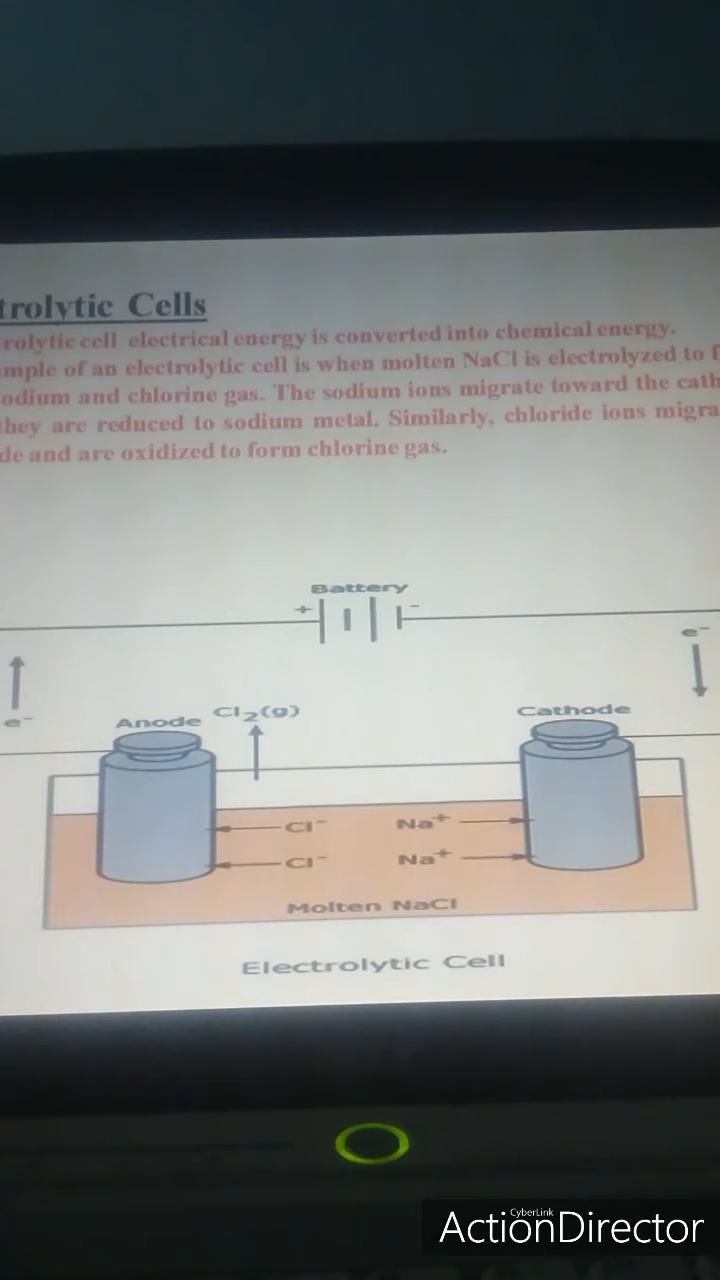 trolytic Cells
rolytic cell electrical energy is converted into chemical energy.
mple of an electrolytic cell is when molten NaCl is electrolyzed to f
odium and chlorine gas. The sodium ions migrate toward the cath
they are reduced to sodium metal. Similarly, chloride ions migra
de and are oxidized to form chlorine gas.
Battery
+ -
e⁻
e⁻
Anode Cl₂(g) Cathode
Cl⁻ Na⁺
Cl⁻ Na⁺
Molten NaCl
Electrolytic Cell
CyberLink
ActionDirector